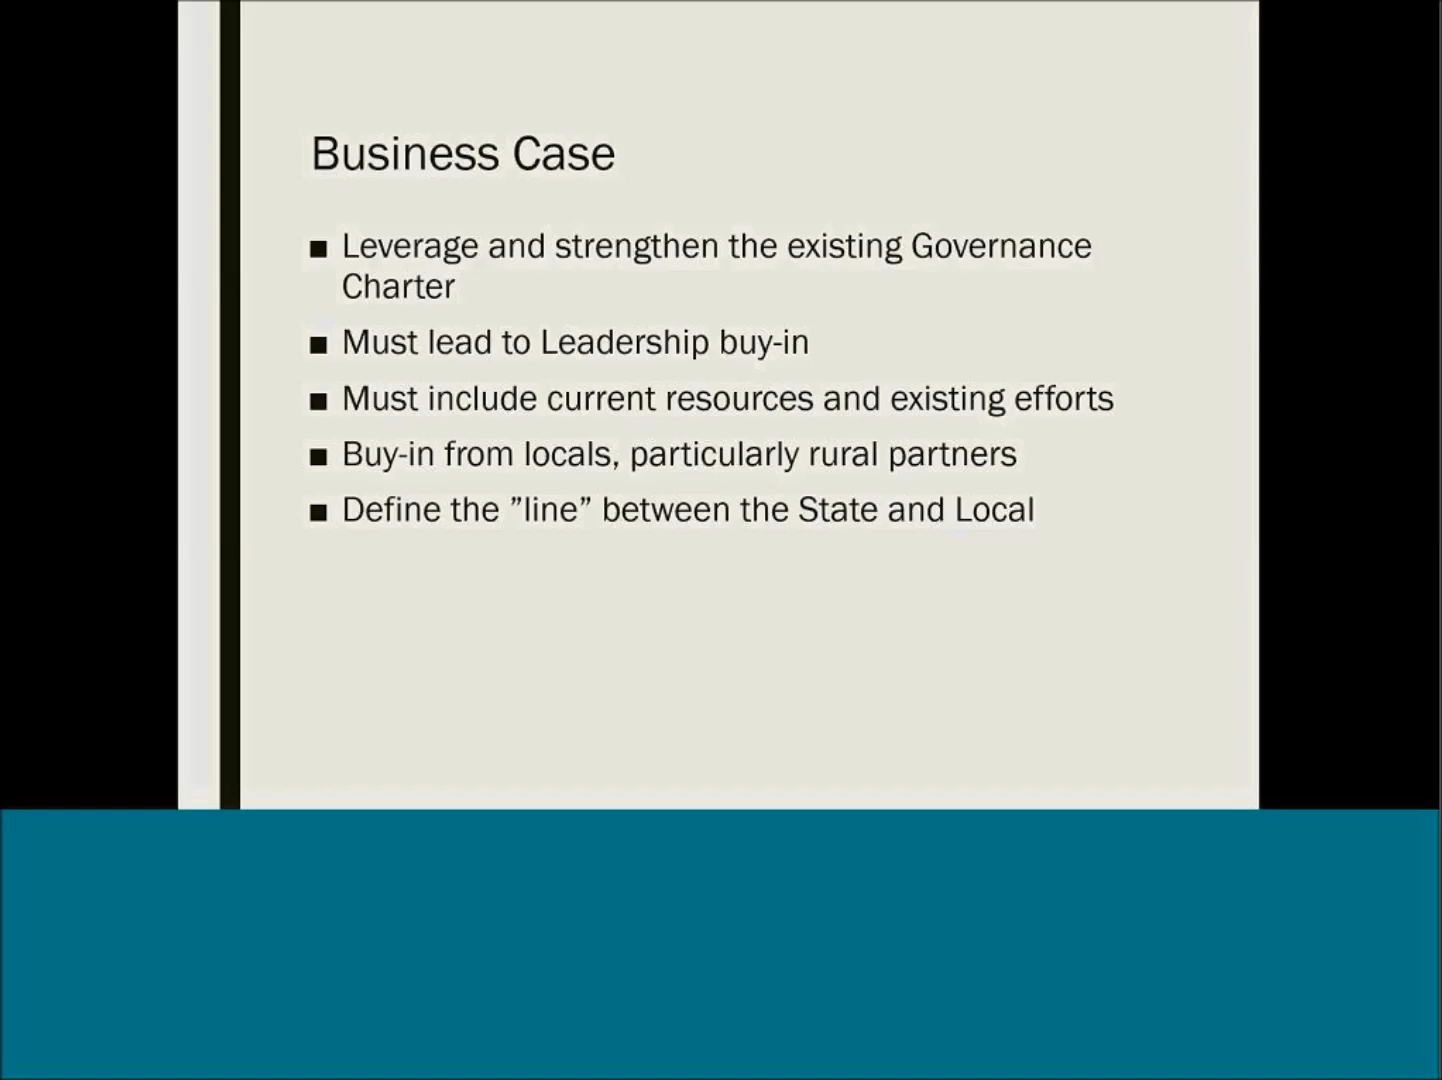 Business Case
■ Leverage and strengthen the existing Governance
Charter
■ Must lead to Leadership buy-in
■ Must include current resources and existing efforts
■ Buy-in from locals, particularly rural partners
■ Define the ”line” between the State and Local